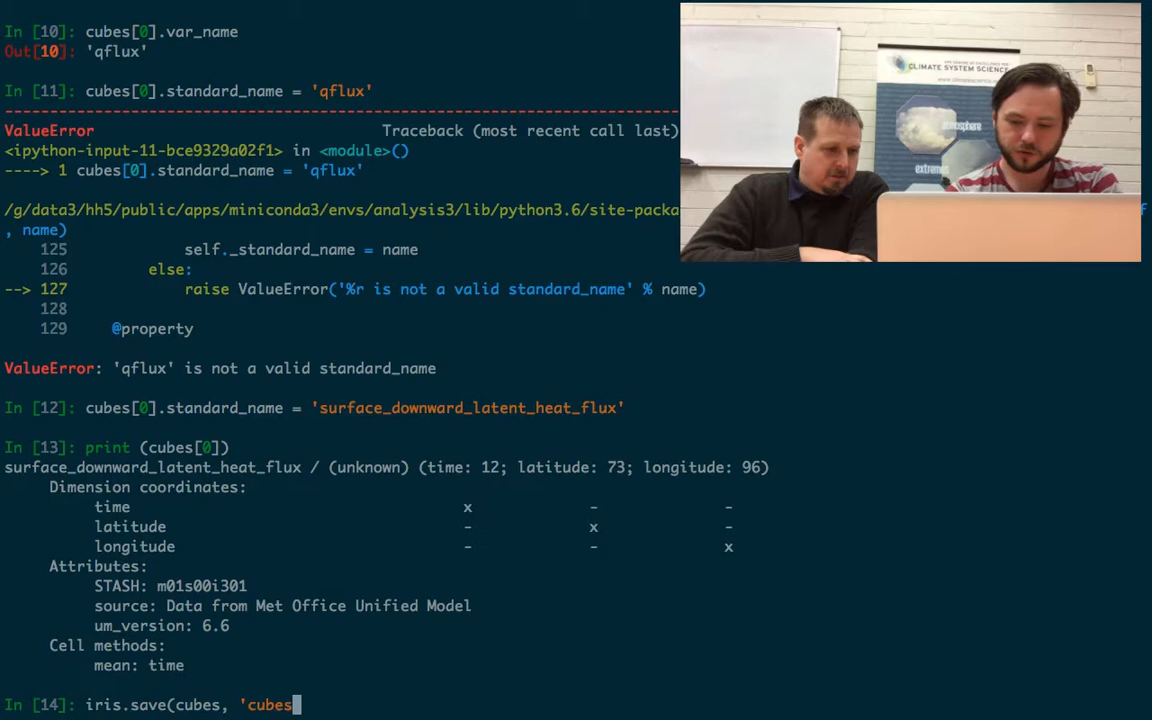 In [10]: cubes[0].var_name
Out[10]: 'qflux'
In [11]: cubes[0].standard_name = 'qflux'
ValueError                                Traceback (most recent call last)
<ipython-input-11-bce9329a02f1> in <module>()
----> 1 cubes[0].standard_name = 'qflux'
/g/data3/hh5/public/apps/miniconda3/envs/analysis3/lib/python3.6/site-packa
f
, name)
125             self._standard_name = name
126         else:
--> 127             raise ValueError('%r is not a valid standard_name' % name)
128
129     @property
ValueError: 'qflux' is not a valid standard_name
In [12]: cubes[0].standard_name = 'surface_downward_latent_heat_flux'
In [13]: print (cubes[0])
surface_downward_latent_heat_flux / (unknown) (time: 12; latitude: 73; longitude: 96)
Dimension coordinates:
time x - -
latitude - x -
longitude - - x
Attributes:
STASH: m01s00i301
source: Data from Met Office Unified Model
um_version: 6.6
Cell methods:
mean: time
In [14]: iris.save(cubes, 'cubes
CLIMATE SYSTEM SCIENCE
atmosphere
extremes